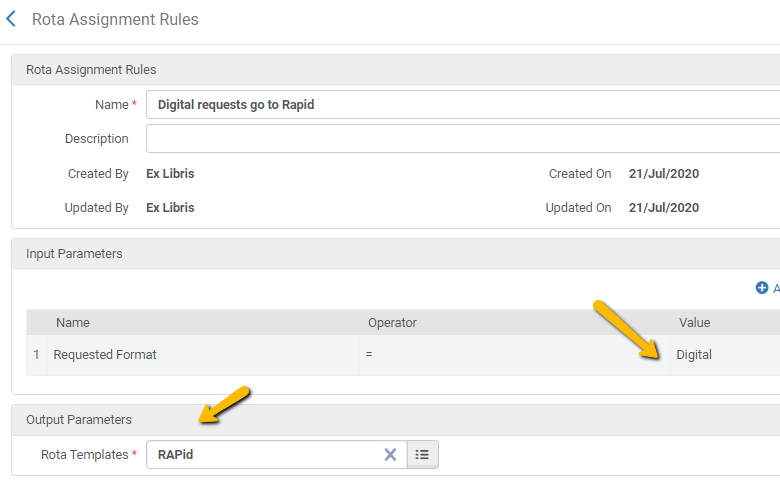 Rota Assignment Rules
Rota Assignment Rules
Name * Digital requests go to Rapid
Description
Created By Ex Libris Created On 21/Jul/2020
Updated By Ex Libris Updated On 21/Jul/2020
Input Parameters
A
Name Operator Value
1 Requested Format = Digital
Output Parameters
Rota Templates * RAPid